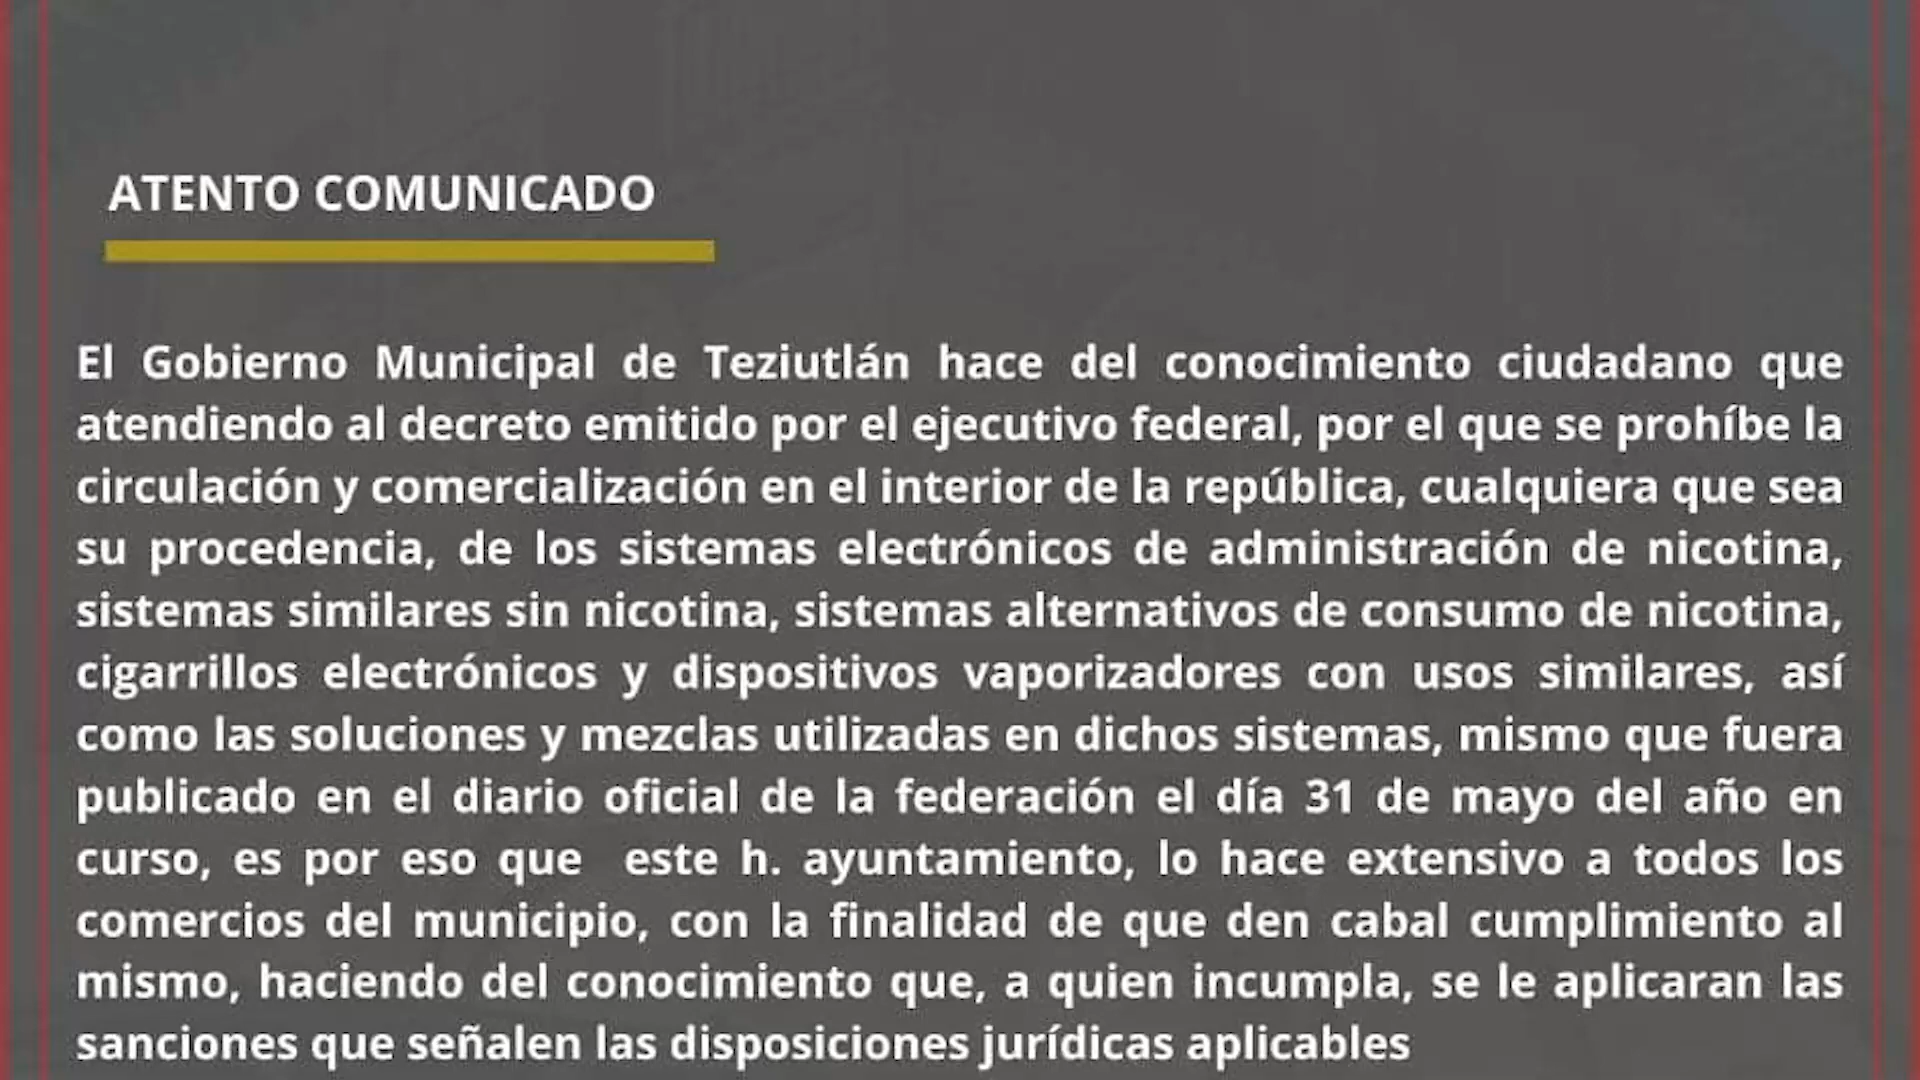 ATENTO COMUNICADO
El Gobierno Municipal de Teziutlán hace del conocimiento ciudadano que
atendiendo al decreto emitido por el ejecutivo federal, por el que se prohíbe la
circulación y comercialización en el interior de la república, cualquiera que sea
su procedencia, de los sistemas electrónicos de administración de nicotina,
sistemas similares sin nicotina, sistemas alternativos de consumo de nicotina,
cigarrillos electrónicos y dispositivos vaporizadores con usos similares, así
como las soluciones y mezclas utilizadas en dichos sistemas, mismo que fuera
publicado en el diario oficial de la federación el día 31 de mayo del año en
curso, es por eso que este h. ayuntamiento, lo hace extensivo a todos los
comercios del municipio, con la finalidad de que den cabal cumplimiento al
mismo, haciendo del conocimiento que, a quien incumpla, se le aplicaran las
sanciones que señalen las disposiciones jurídicas aplicables